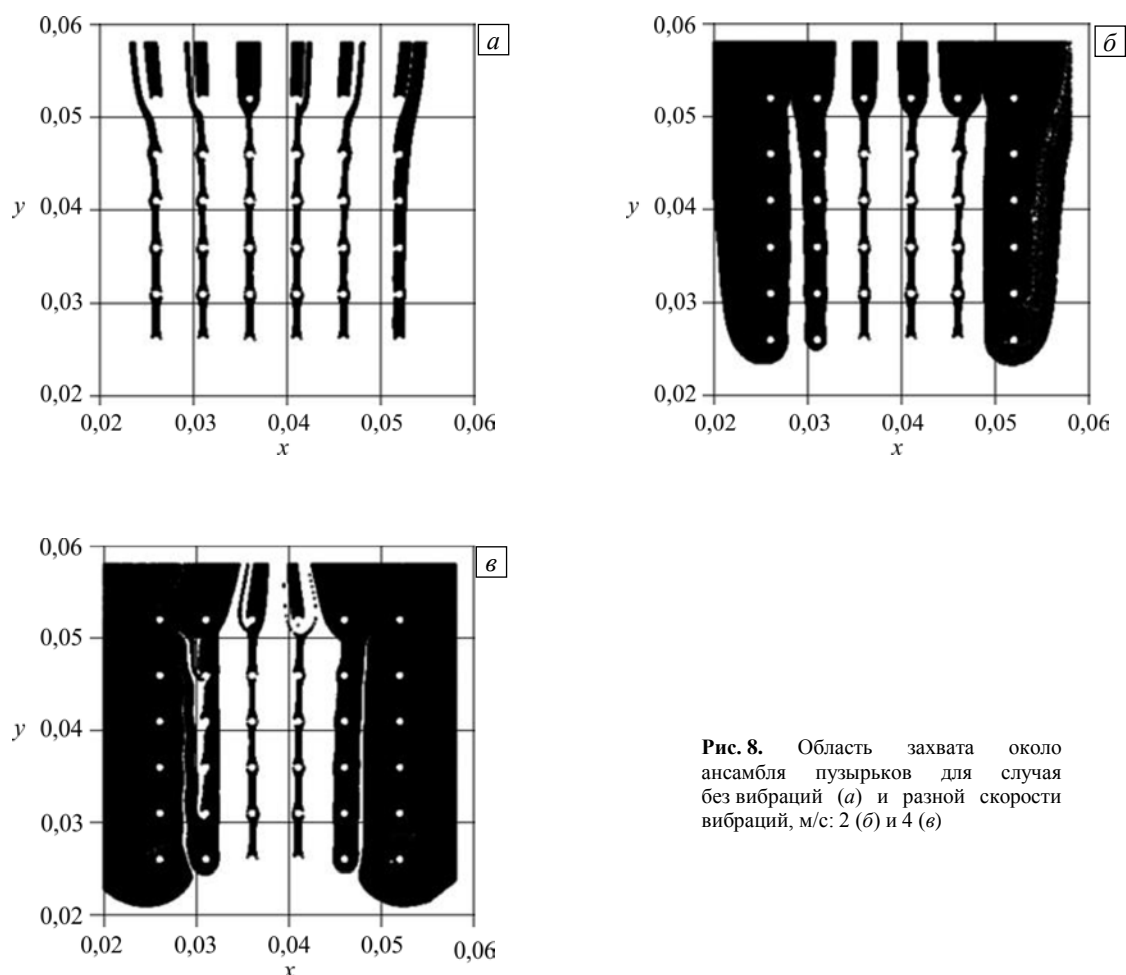 0,06
а
0,05
y 0,04
0,03
0,02
0,02 0,03 0,04 0,05 0,06
x
0,06
б
0,05
y 0,04
0,03
0,02
0,02 0,03 0,04 0,05 0,06
x
0,06
в
0,05
y 0,04
0,03
0,02
0,02 0,03 0,04 0,05 0,06
x
Рис. 8. Область захвата около
ансамбля пузырьков для случая
без вибраций (а) и разной скорости
вибраций, м/с: 2 (б) и 4 (в)